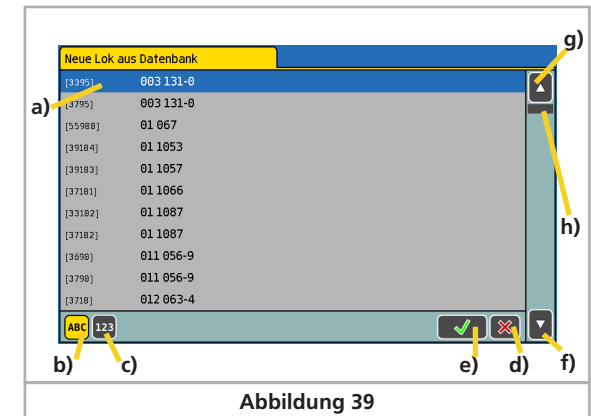 g)
Neue Lok aus Datenbank
[3395] 003 131-0
a)
[3795] 003 131-0
[55900] 01 067
[39104] 01 1053
[39103] 01 1057
[37101] 01 1066
h)
[33102] 01 1087
[37102] 01 1087
[3690] 011 056-9
[3790] 011 056-9
[3710] 012 063-4
ABC 123
b) c) e) d) f)
Abbildung 39